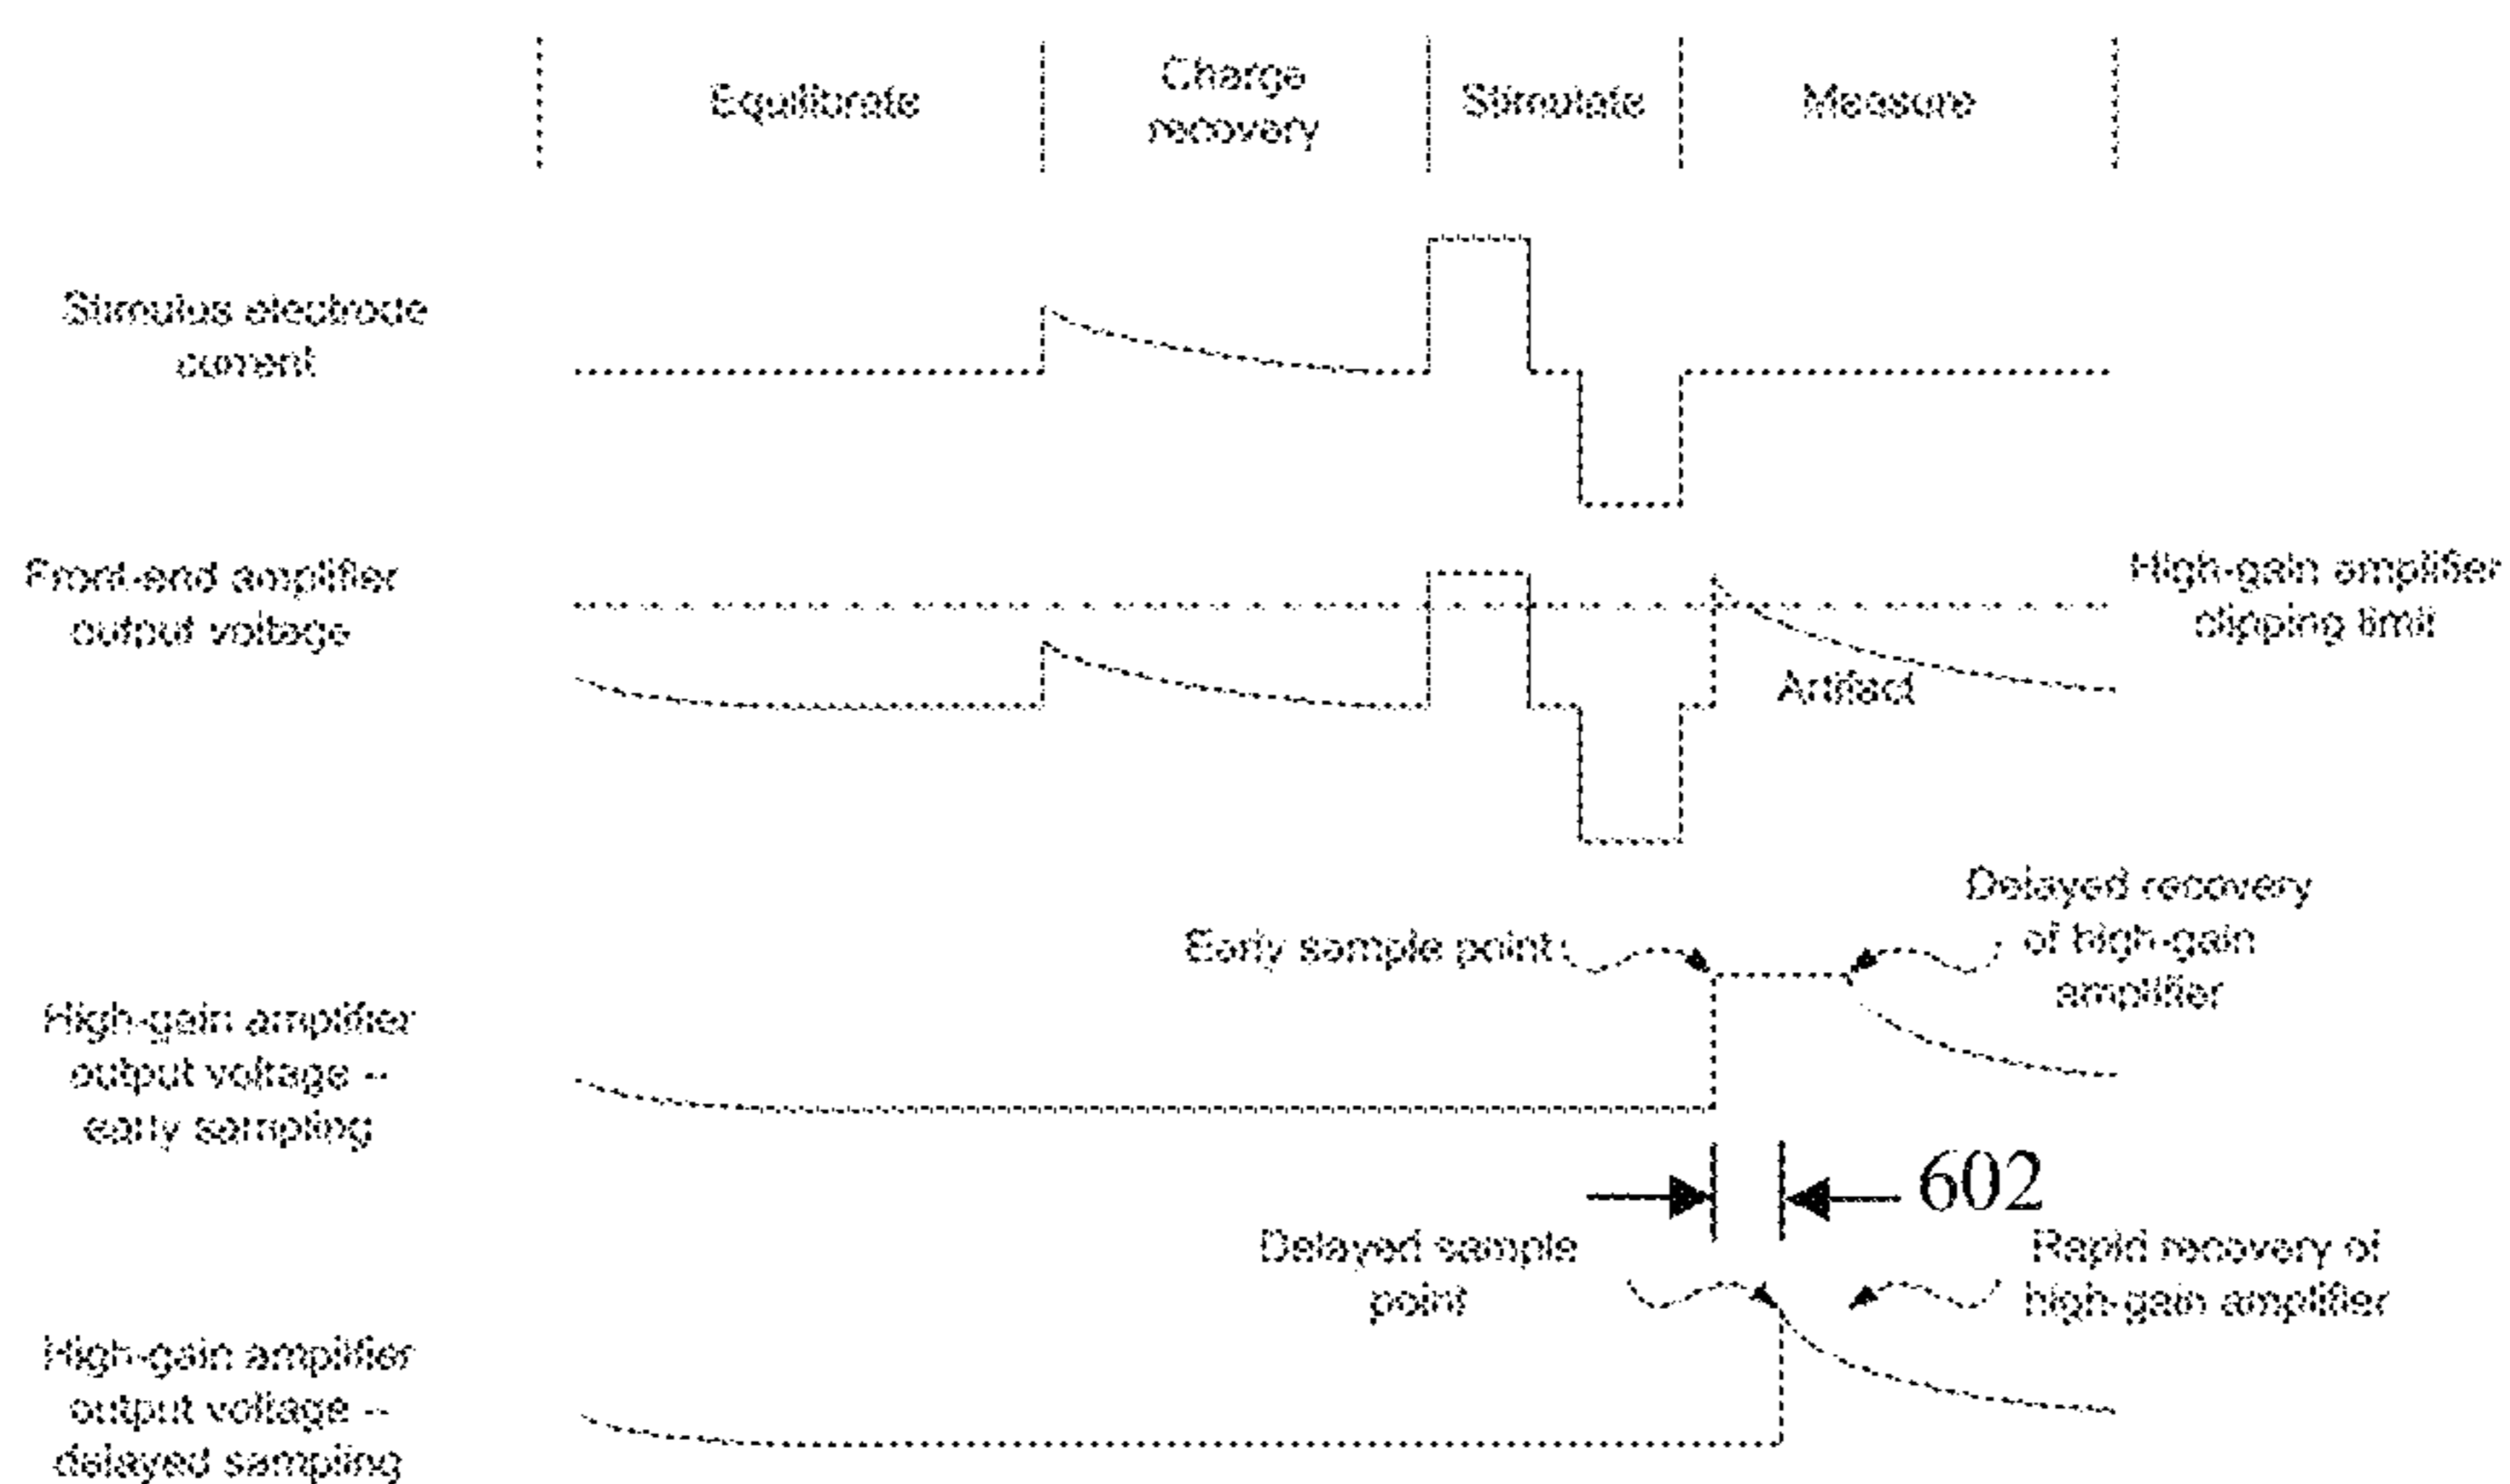 Equilibrate
Charge
recovery
Stimulate
Measure
Stimulus electrode
current
Front-end amplifier
output voltage
High-gain amplifier
clipping limit
Artifact
Delayed recovery
of high-gain
amplifier
Early sample point
High-gain amplifier
output voltage –
early sampling
602
Delayed sample
point
Rapid recovery of
high-gain amplifier
High-gain amplifier
output voltage –
delayed sampling